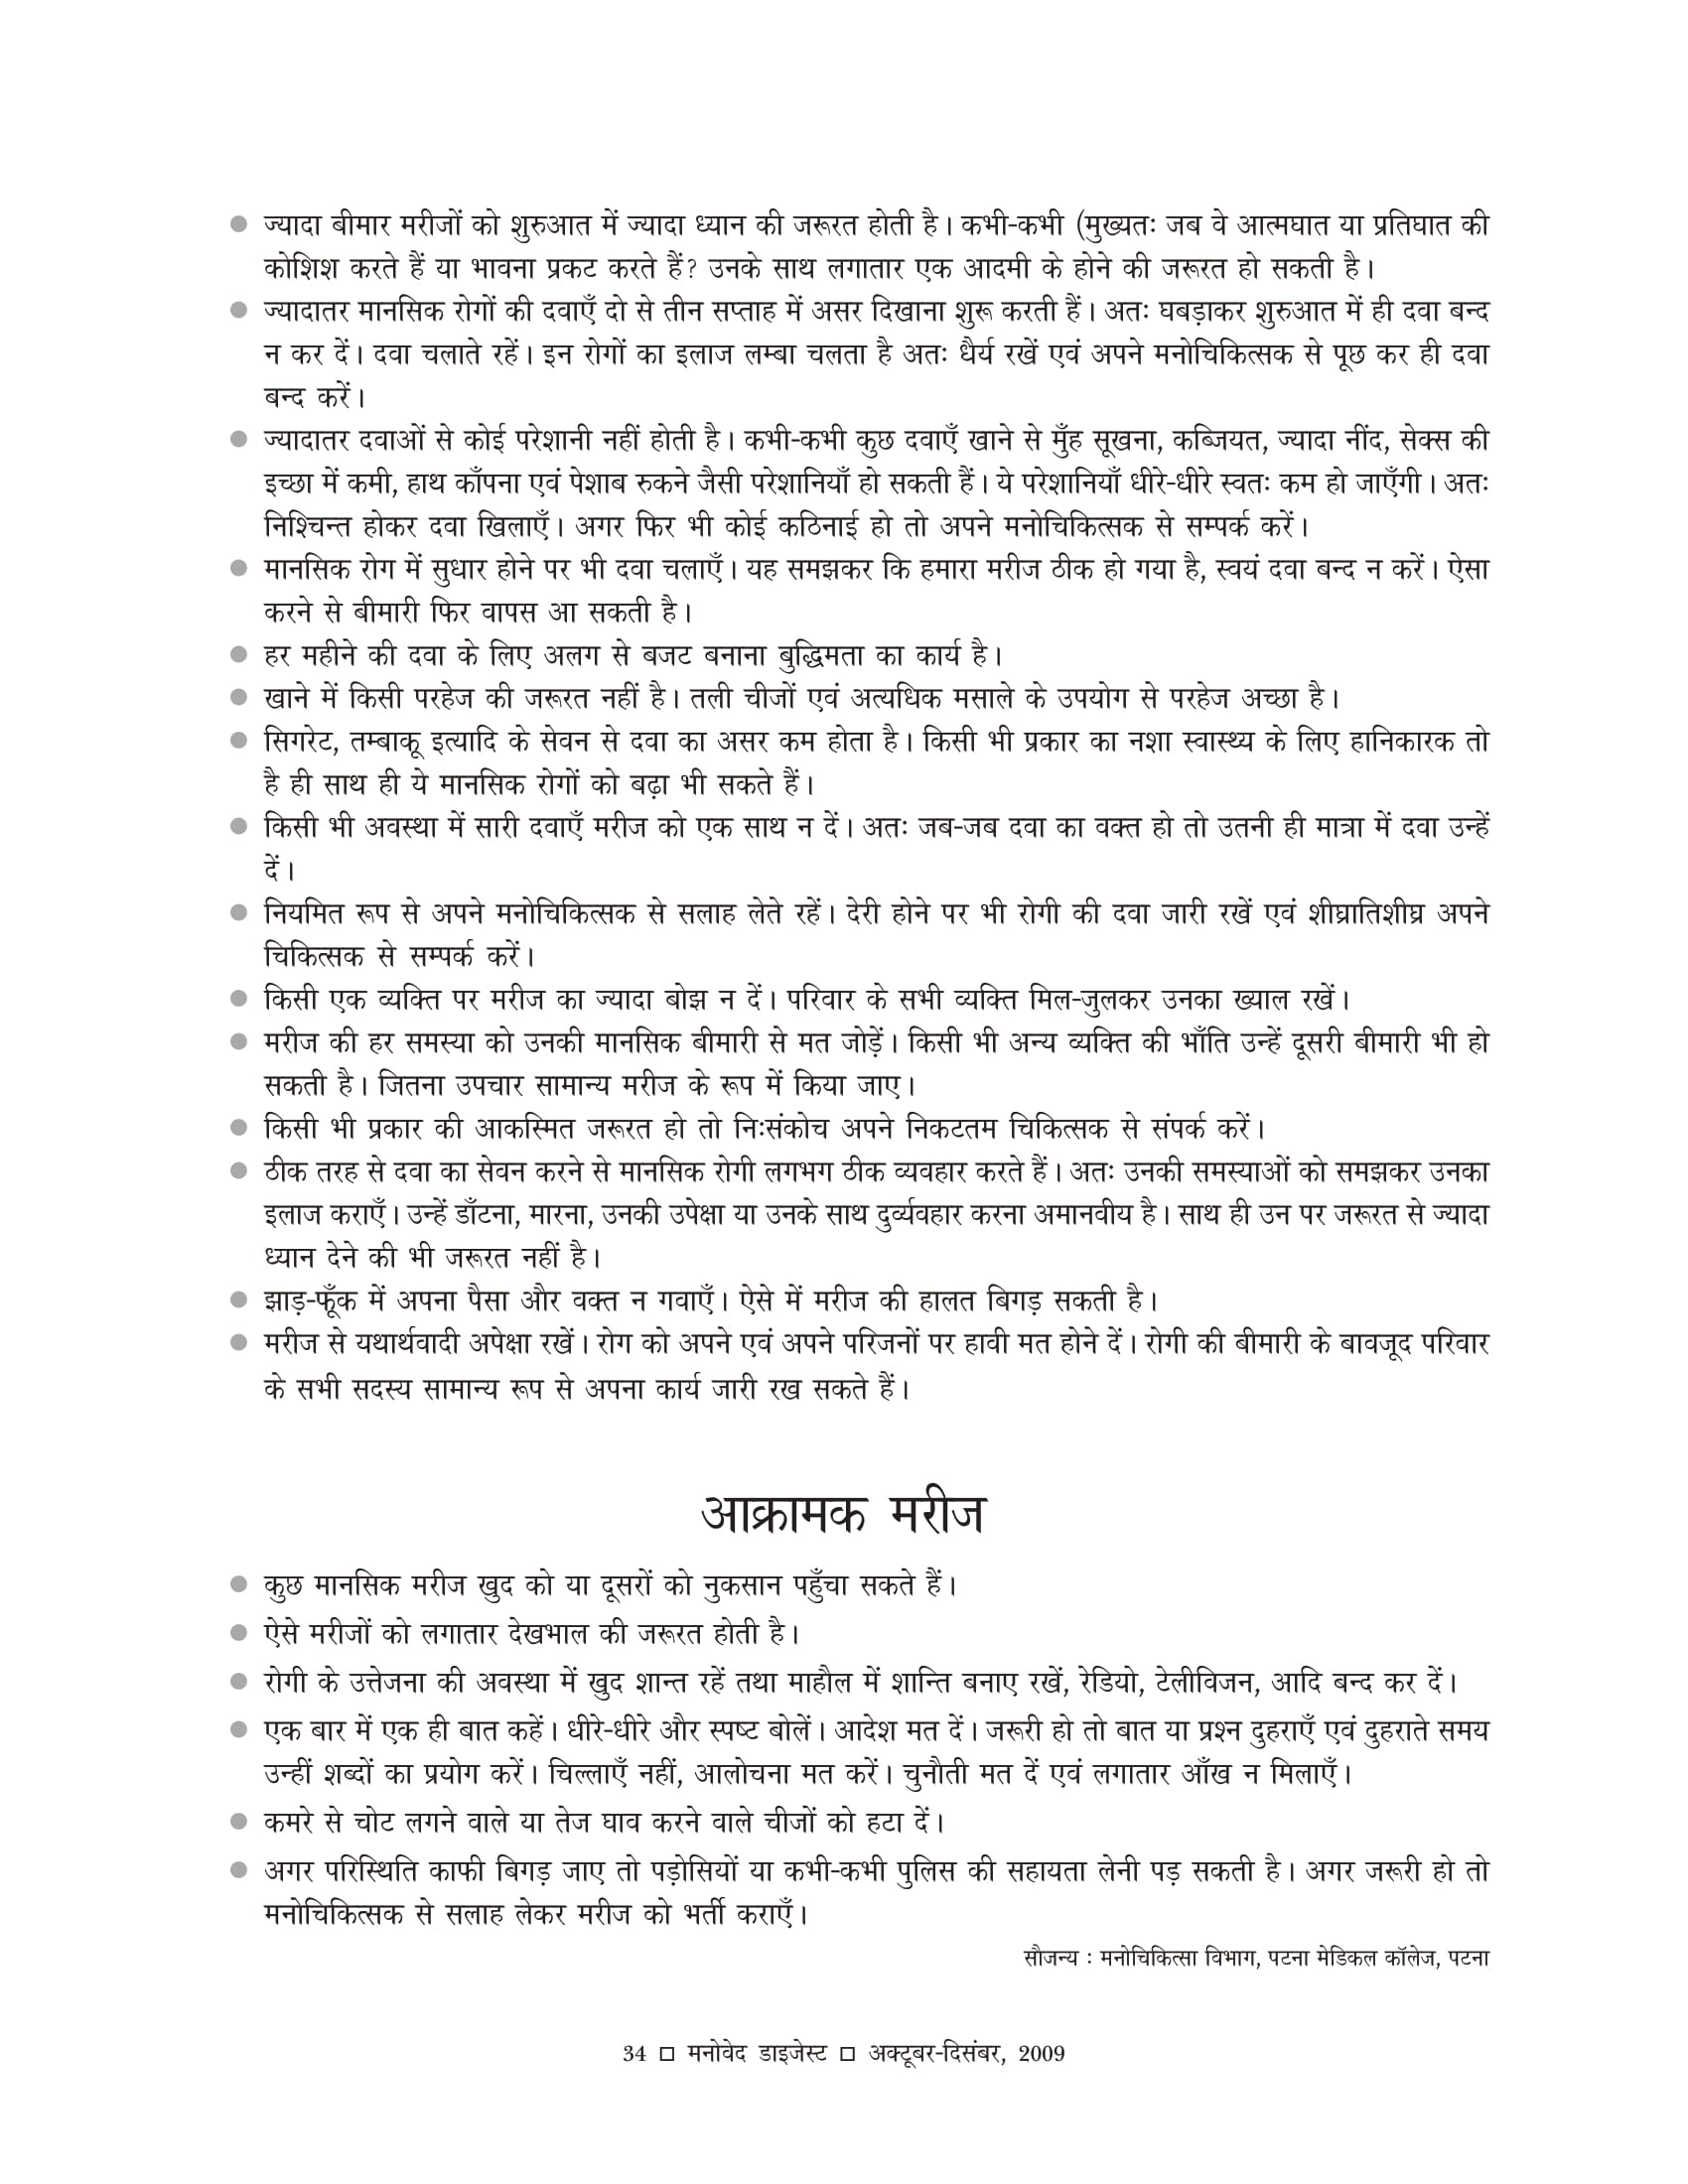 ● ज्यादा बीमार मरीजों को शुरुआत में ज्यादा ध्यान की जरूरत होती है। कभी-कभी (मुख्यतः जब वे आत्मघात या प्रतिघात की
कोशिश करते हैं या भावना प्रकट करते हैं? उनके साथ लगातार एक आदमी के होने की जरूरत हो सकती है।
● ज्यादातर मानसिक रोगों की दवाएँ दो से तीन सप्ताह में असर दिखाना शुरू करती हैं। अतः घबड़ाकर शुरुआत में ही दवा बन्द
न कर दें। दवा चलाते रहें। इन रोगों का इलाज लम्बा चलता है अतः धैर्य रखें एवं अपने मनोचिकित्सक से पूछ कर ही दवा
बन्द करें।
● ज्यादातर दवाओं से कोई परेशानी नहीं होती है। कभी-कभी कुछ दवाएँ खाने से मुँह सूखना, कब्जियत, ज्यादा नींद, सेक्स की
इच्छा में कमी, हाथ काँपना एवं पेशाब रुकने जैसी परेशानियाँ हो सकती हैं। ये परेशानियाँ धीरे-धीरे स्वतः कम हो जाएँगी। अतः
निश्चिन्त होकर दवा खिलाएँ। अगर फिर भी कोई कठिनाई हो तो अपने मनोचिकित्सक से सम्पर्क करें।
● मानसिक रोग में सुधार होने पर भी दवा चलाएँ। यह समझकर कि हमारा मरीज ठीक हो गया है, स्वयं दवा बन्द न करें। ऐसा
करने से बीमारी फिर वापस आ सकती है।
● हर महीने की दवा के लिए अलग से बजट बनाना बुद्धिमता का कार्य है।
● खाने में किसी परहेज की जरूरत नहीं है। तली चीजों एवं अत्यधिक मसाले के उपयोग से परहेज अच्छा है।
● सिगरेट, तम्बाकू इत्यादि के सेवन से दवा का असर कम होता है। किसी भी प्रकार का नशा स्वास्थ्य के लिए हानिकारक तो
है ही साथ ही ये मानसिक रोगों को बढ़ा भी सकते हैं।
● किसी भी अवस्था में सारी दवाएँ मरीज को एक साथ न दें। अतः जब-जब दवा का वक्त हो तो उतनी ही मात्रा में दवा उन्हें
दें।
● नियमित रूप से अपने मनोचिकित्सक से सलाह लेते रहें। देरी होने पर भी रोगी की दवा जारी रखें एवं शीघ्रातिशीघ्र अपने
चिकित्सक से सम्पर्क करें।
● किसी एक व्यक्ति पर मरीज का ज्यादा बोझ न दें। परिवार के सभी व्यक्ति मिल-जुलकर उनका ख्याल रखें।
● मरीज की हर समस्या को उनकी मानसिक बीमारी से मत जोड़ें। किसी भी अन्य व्यक्ति की भाँति उन्हें दूसरी बीमारी भी हो
सकती है। जितना उपचार सामान्य मरीज के रूप में किया जाए।
● किसी भी प्रकार की आकस्मित जरूरत हो तो निःसंकोच अपने निकटतम चिकित्सक से संपर्क करें।
● ठीक तरह से दवा का सेवन करने से मानसिक रोगी लगभग ठीक व्यवहार करते हैं। अतः उनकी समस्याओं को समझकर उनका
इलाज कराएँ। उन्हें डाँटना, मारना, उनकी उपेक्षा या उनके साथ दुर्व्यवहार करना अमानवीय है। साथ ही उन पर जरूरत से ज्यादा
ध्यान देने की भी जरूरत नहीं है।
● झाड़-फूँक में अपना पैसा और वक्त न गवाएँ। ऐसे में मरीज की हालत बिगड़ सकती है।
● मरीज से यथार्थवादी अपेक्षा रखें। रोग को अपने एवं अपने परिजनों पर हावी मत होने दें। रोगी की बीमारी के बावजूद परिवार
के सभी सदस्य सामान्य रूप से अपना कार्य जारी रख सकते हैं।
आक्रामक मरीज
● कुछ मानसिक मरीज खुद को या दूसरों को नुकसान पहुँचा सकते हैं।
● ऐसे मरीजों को लगातार देखभाल की जरूरत होती है।
● रोगी के उत्तेजना की अवस्था में खुद शान्त रहें तथा माहौल में शान्ति बनाए रखें, रेडियो, टेलीविजन, आदि बन्द कर दें।
● एक बार में एक ही बात कहें। धीरे-धीरे और स्पष्ट बोलें। आदेश मत दें। जरूरी हो तो बात या प्रश्न दुहराएँ एवं दुहराते समय
उन्हीं शब्दों का प्रयोग करें। चिल्लाएँ नहीं, आलोचना मत करें। चुनौती मत दें एवं लगातार आँख न मिलाएँ।
● कमरे से चोट लगने वाले या तेज घाव करने वाले चीजों को हटा दें।
● अगर परिस्थिति काफी बिगड़ जाए तो पड़ोसियों या कभी-कभी पुलिस की सहायता लेनी पड़ सकती है। अगर जरूरी हो तो
मनोचिकित्सक से सलाह लेकर मरीज को भर्ती कराएँ।
सौजन्य : मनोचिकित्सा विभाग, पटना मेडिकल कॉलेज, पटना
34 □ मनोवेद डाइजेस्ट □ अक्टूबर-दिसंबर, 2009